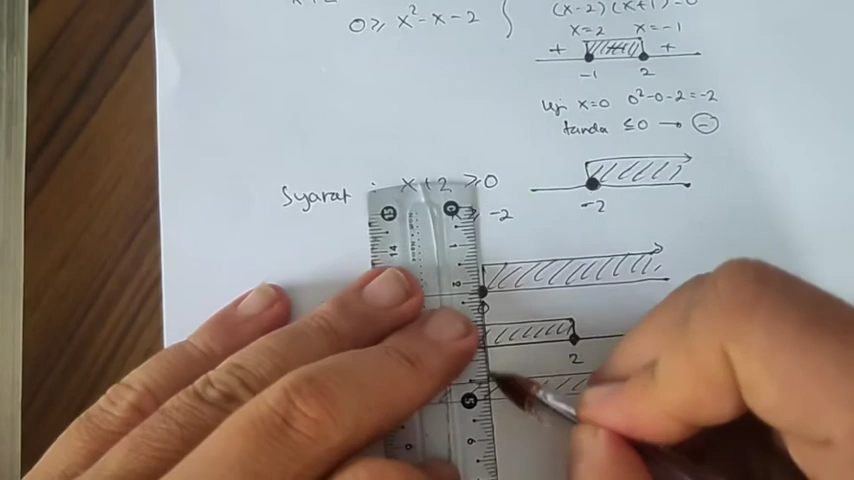 0 ≥ x² - x - 2
(x-2)(x+1)=0
x=2 x=-1
+ +++ +
-1 2
Uji x=0 0²-0-2=-2
tanda ≤0 → (-)
Syarat : x+2 ≥0
≥ -2
-2
0
2